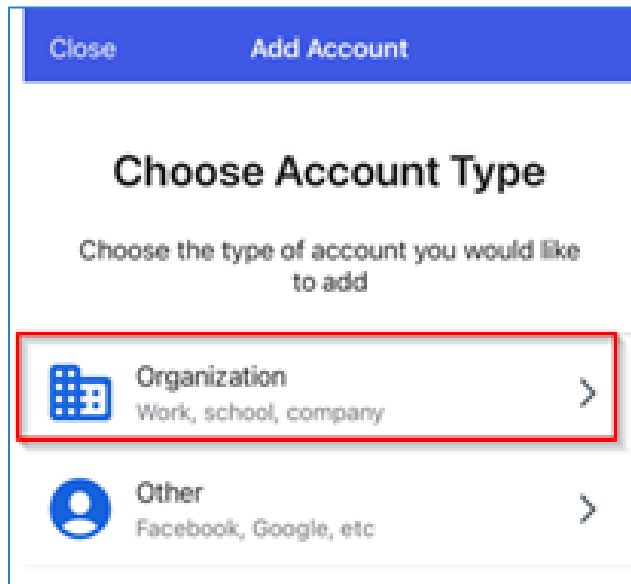 Close Add Account
Choose Account Type
Choose the type of account you would like
to add
Organization
Work, school, company
Other
Facebook, Google, etc